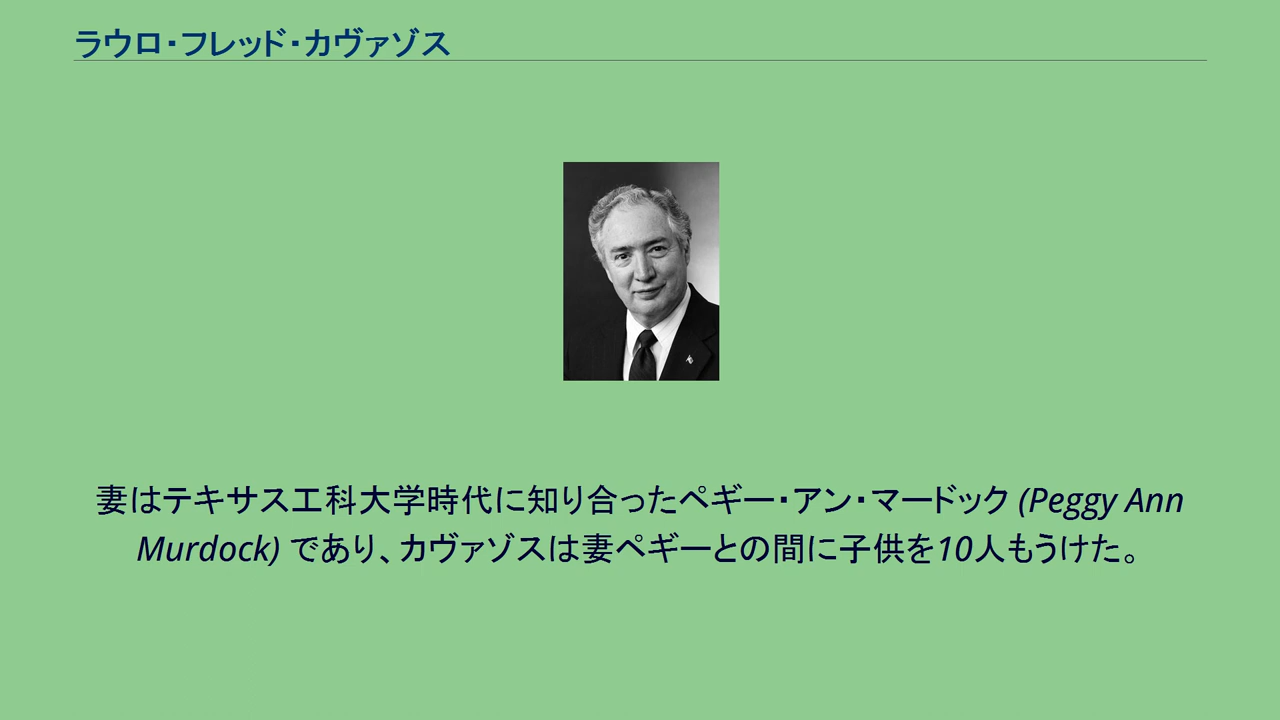 ラウロ・フレッド・カヴァゾス
妻はテキサス工科大学時代に知り合ったペギー・アン・マードック (Peggy Ann
Murdock) であり、カヴァゾスは妻ペギーとの間に子供を10人もうけた。